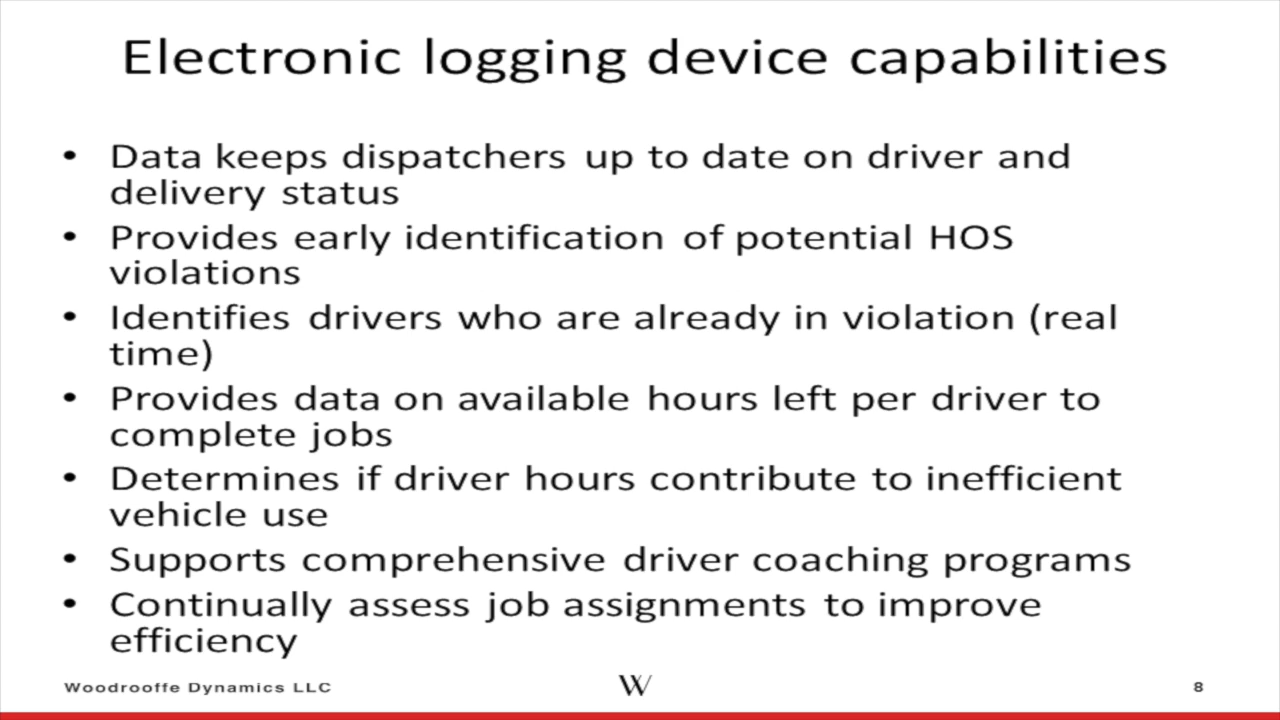 Electronic logging device capabilities
• Data keeps dispatchers up to date on driver and
delivery status
• Provides early identification of potential HOS
violations
• Identifies drivers who are already in violation (real
time)
• Provides data on available hours left per driver to
complete jobs
• Determines if driver hours contribute to inefficient
vehicle use
• Supports comprehensive driver coaching programs
• Continually assess job assignments to improve
efficiency
Woodrooffe Dynamics LLC
W
8